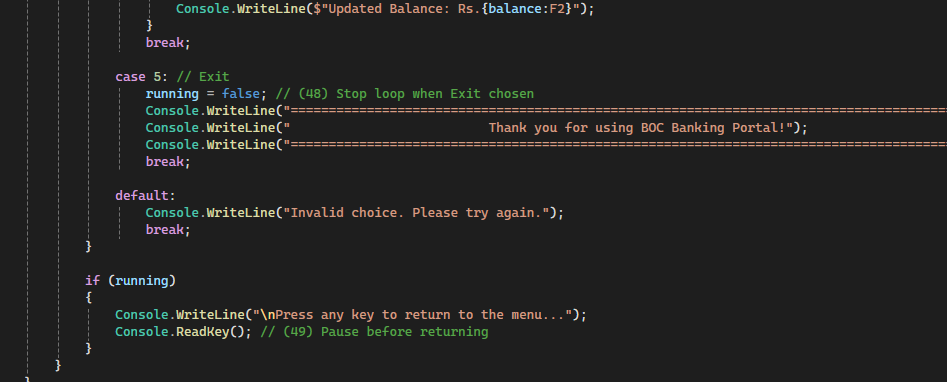 Console.WriteLine($"Updated Balance: Rs.{balance:F2}");
}
break;
case 5: // Exit
running = false; // (48) Stop loop when Exit chosen
Console.WriteLine("======================================================================================
Console.WriteLine("                          Thank you for using BOC Banking Portal!");
Console.WriteLine("======================================================================================
break;
default:
Console.WriteLine("Invalid choice. Please try again.");
break;
}
if (running)
{
Console.WriteLine("\nPress any key to return to the menu...");
Console.ReadKey(); // (49) Pause before returning
}
}
}